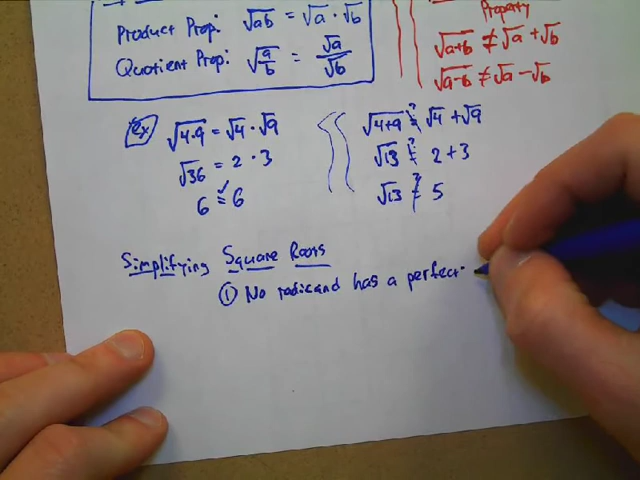 Product Prop: √ab = √a · √b
Quotient Prop: √a/b = √a/√b
Property
√a+b ≠ √a + √b
√a-b ≠ √a - √b
Ex
√4·9 = √4 · √9
√36 = 2 · 3
6 = 6 ✓
√4+9 ≠? √4 + √9
√13 ≠? 2+3
√13 ≠? 5
Simplifying Square Roots
① No radicand has a perfect